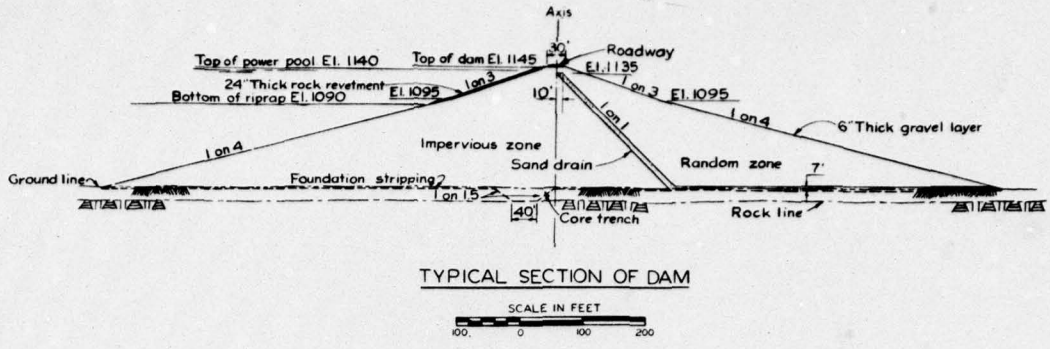 Axis
30'
Roadway
Top of power pool El. 1140
Top of dam El. 1145
El. 1135
24" Thick rock revetment
El. 1095
1 on 3
1 on 3
El. 1095
Bottom of riprap El. 1090
10'
1 on 4
1 on 1
1 on 4
6" Thick gravel layer
Impervious zone
Sand drain
Random zone
7'
Ground line
Foundation stripping
1 on 1.5
40'
Core trench
Rock line
TYPICAL SECTION OF DAM
SCALE IN FEET
100 0 100 200